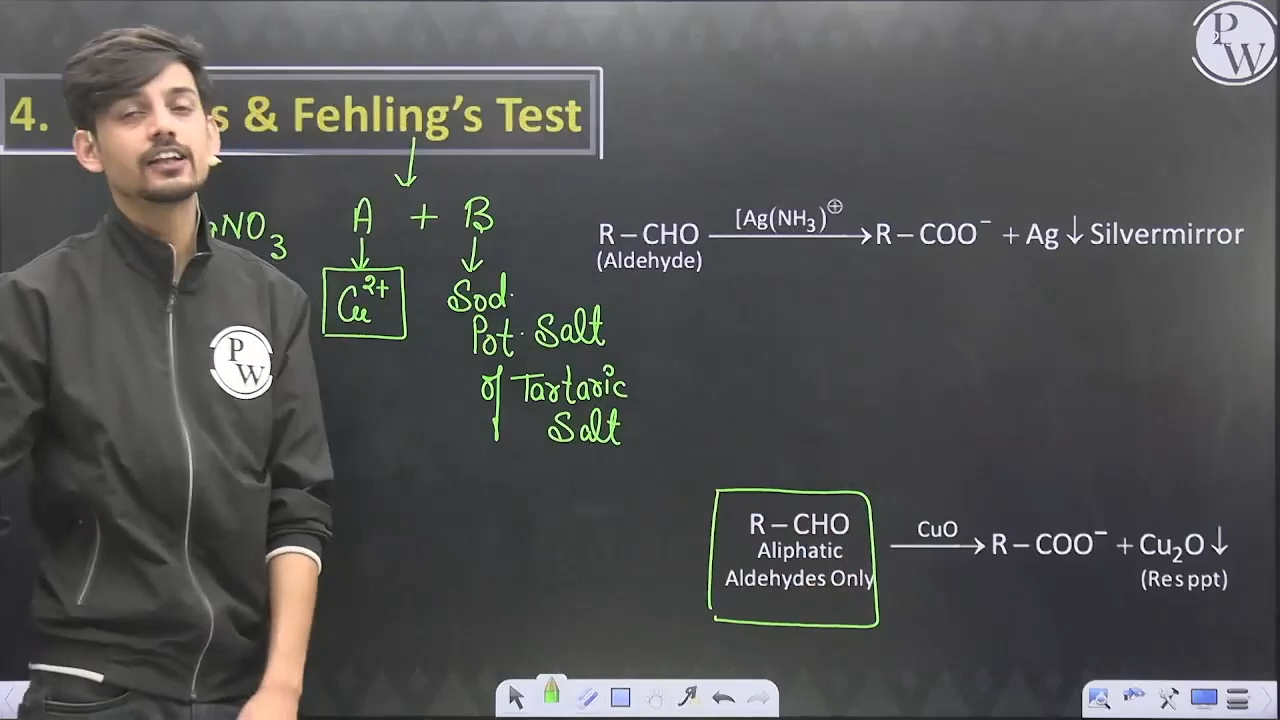 PW
4. s & Fehling's Test
NO3
A + B
Cu2+
Sod.
Pot. Salt
of Tartaric
Salt
R – CHO [Ag(NH3)⊕ → R – COO⁻ + Ag ↓ Silvermirror
(Aldehyde)
R – CHO CuO → R – COO⁻ + Cu2O ↓
Aliphatic
Aldehydes Only
(Res ppt)
PW